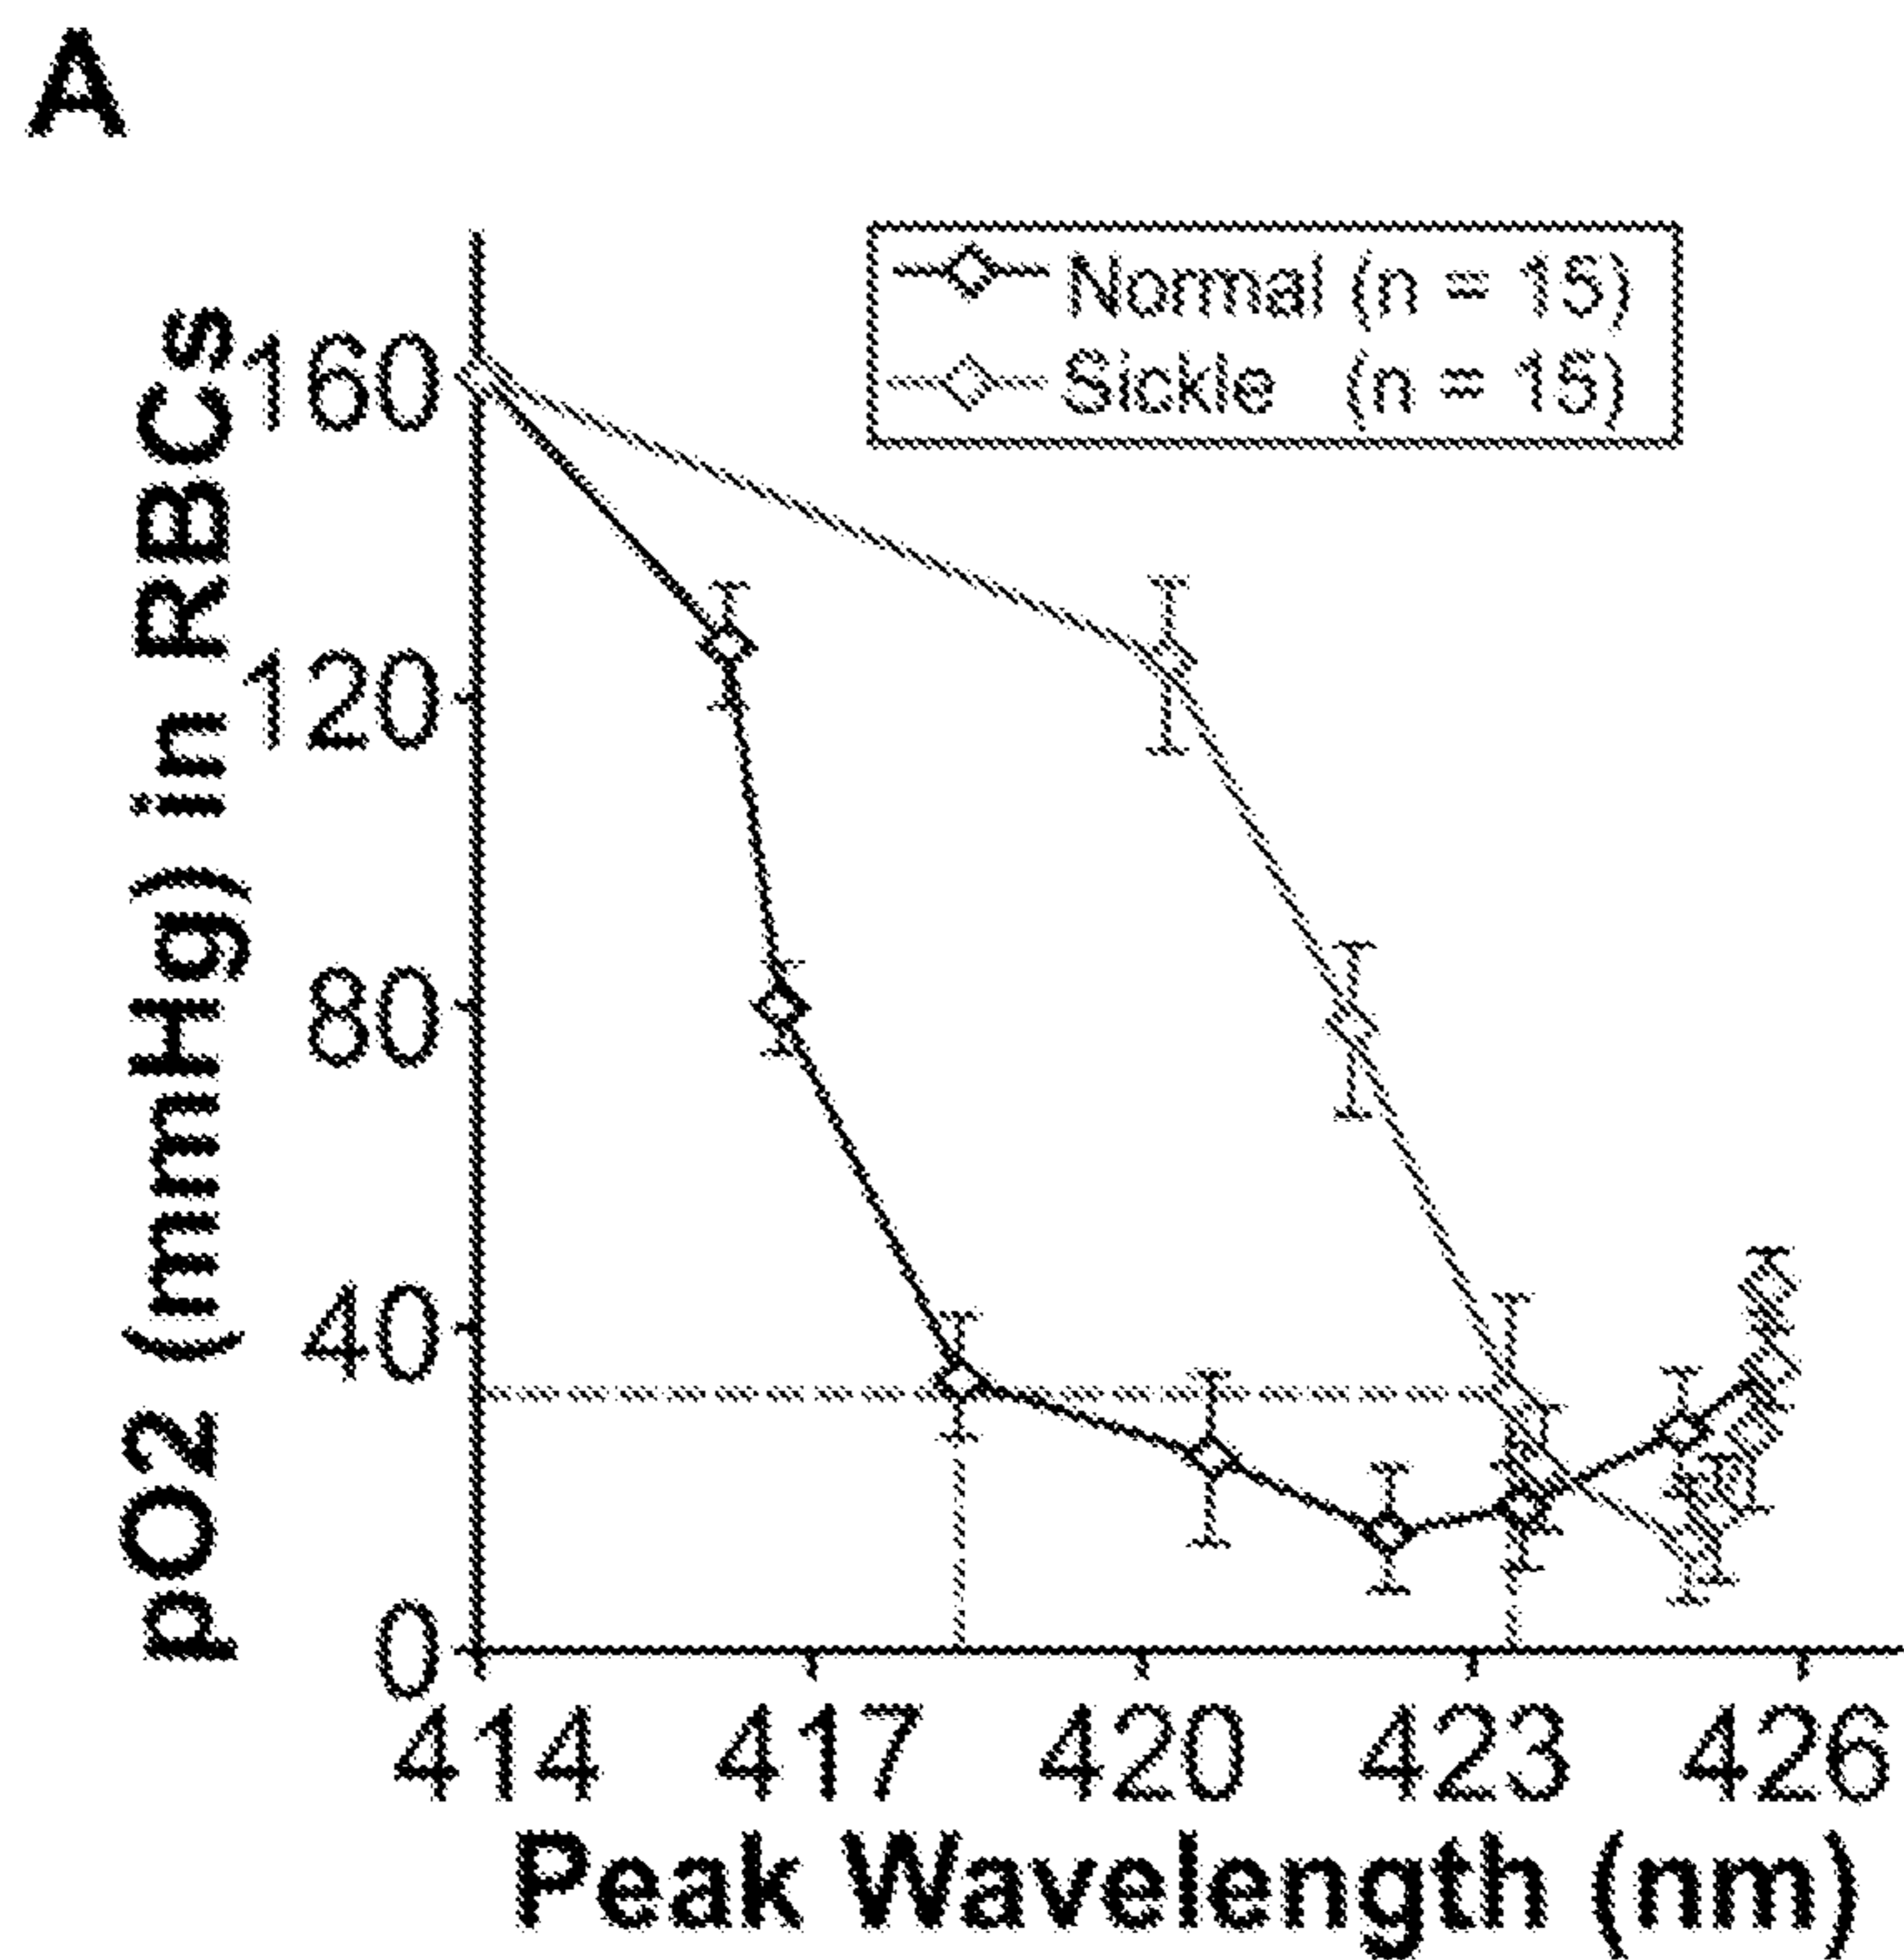 A
Normal (n = 15)
Sickle (n = 15)
pO2 (mmHg) in RBCs
160
120
80
40
0
414 417 420 423 426
Peak Wavelength (nm)